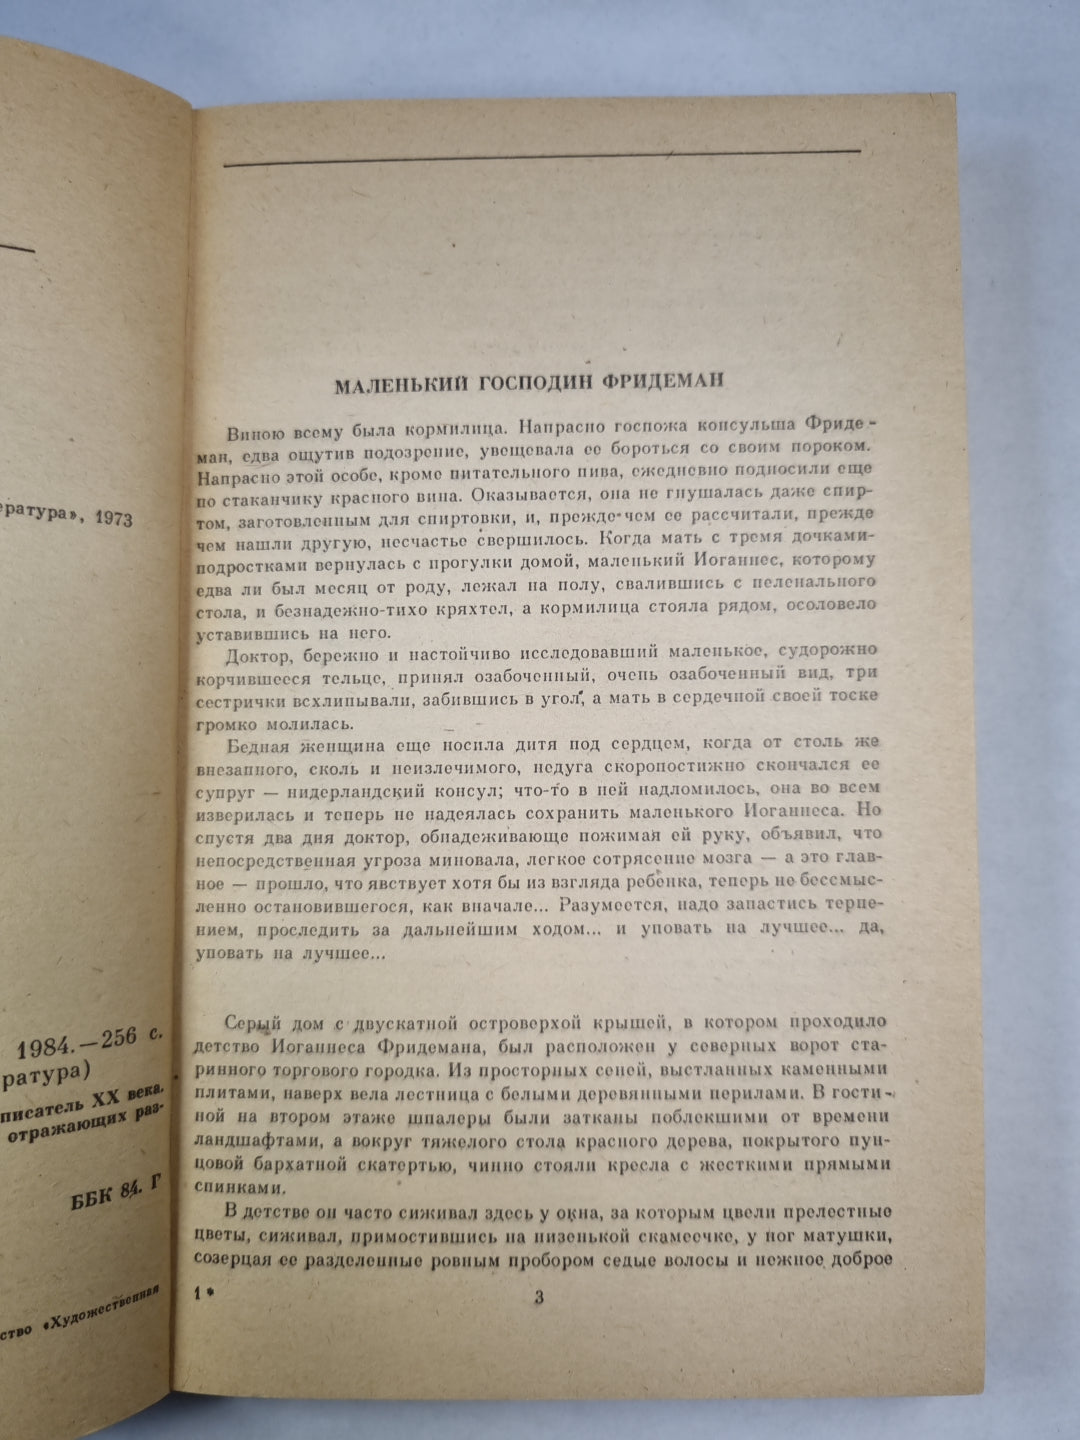 ература», 1973
1984.—256 с.
ратура)
писатель XX века.
отражающих раз-
ББК 84. Г
ство «Художественная
МАЛЕНЬКИЙ ГОСПОДИН ФРИДЕМАН
Виною всему была кормилица. Напрасно госпожа консульша Фриде-
ман, едва ощутив подозрение, увещевала ее бороться со своим пороком.
Напрасно этой особе, кроме питательного пива, ежедневно подносили еще
по стаканчику красного вина. Оказывается, она не гнушалась даже спир-
том, заготовленным для спиртовки, и, прежде чем ее рассчитали, прежде
чем нашли другую, несчастье свершилось. Когда мать с тремя дочками-
подростками вернулась с прогулки домой, маленький Иоганнес, которому
едва ли был месяц от роду, лежал на полу, свалившись с пеленального
стола, и безнадежно-тихо кряхтел, а кормилица стояла рядом, осоловело
уставившись на него.
Доктор, бережно и настойчиво исследовавший маленькое, судорожно
корчившееся тельце, принял озабоченный, очень озабоченный вид, три
сестрички всхлипывали, забившись в угол, а мать в сердечной своей тоске
громко молилась.
Бедная женщина еще носила дитя под сердцем, когда от столь же
внезапного, сколь и неизлечимого, недуга скоропостижно скончался ее
супруг — нидерландский консул; что-то в ней надломилось, она во всем
изверилась и теперь не надеялась сохранить маленького Иоганнеса. Но
спустя два дня доктор, обнадеживающе пожимая ей руку, объявил, что
непосредственная угроза миновала, легкое сотрясение мозга — а это глав-
ное — прошло, что явствует хотя бы из взгляда ребенка, теперь не бессмыс-
ленно остановившегося, как вначале... Разумеется, надо запастись терпе-
нием, проследить за дальнейшим ходом... и уповать на лучшее... да,
уповать на лучшее...
Серый дом с двускатной островерхой крышей, в котором проходило
детство Иоганнеса Фридемана, был расположен у северных ворот ста-
ринного торгового городка. Из просторных сеней, выстланных каменными
плитами, наверх вела лестница с белыми деревянными перилами. В гости-
ной на втором этаже шпалеры были затканы поблекшими от времени
ландшафтами, а вокруг тяжелого стола красного дерева, покрытого пун-
цовой бархатной скатертью, чинно стояли кресла с жесткими прямыми
спинками.
В детстве он часто сиживал здесь у окна, за которым цвели прелестные
цветы, сиживал, примостившись на низенькой скамеечке, у ног матушки,
созерцая ее разделенные ровным пробором седые волосы и нежное доброе
1*
3